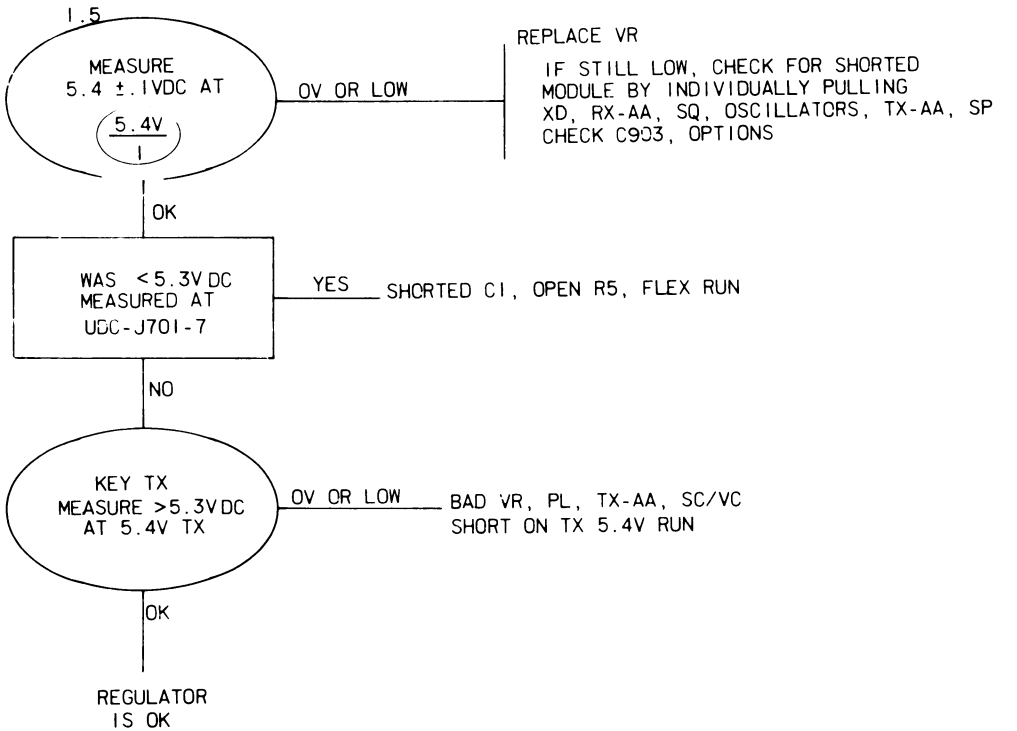 1.5
MEASURE
5.4 ±.1VDC AT
5.4V
1
OV OR LOW
REPLACE VR
IF STILL LOW, CHECK FOR SHORTED
MODULE BY INDIVIDUALLY PULLING
XD, RX-AA, SQ, OSCILLATORS, TX-AA, SP
CHECK C903, OPTIONS
OK
WAS <5.3VDC
MEASURED AT
UDC-J701-7
YES
SHORTED C1, OPEN R5, FLEX RUN
NO
KEY TX
MEASURE >5.3VDC
AT 5.4V TX
OV OR LOW
BAD VR, PL, TX-AA, SC/VC
SHORT ON TX 5.4V RUN
OK
REGULATOR
IS OK